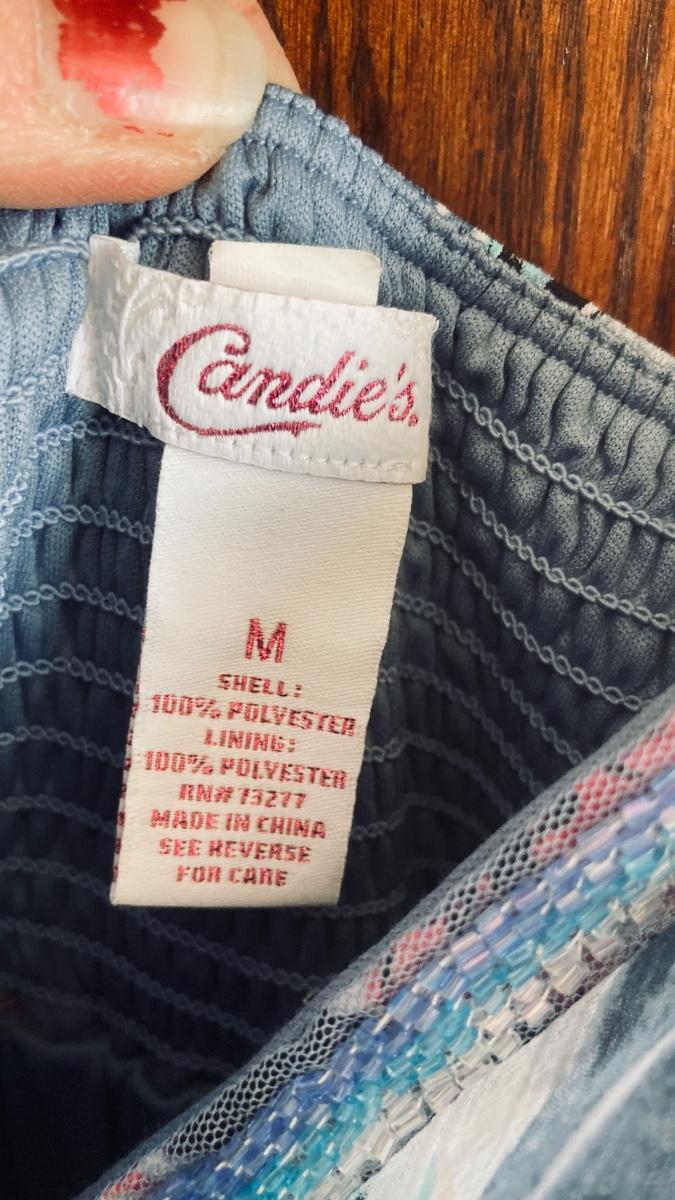 Candie's.
M
SHELL:
100% POLYESTER
LINING:
100% POLYESTER
RN# 73277
MADE IN CHINA
SEE REVERSE
FOR CARE